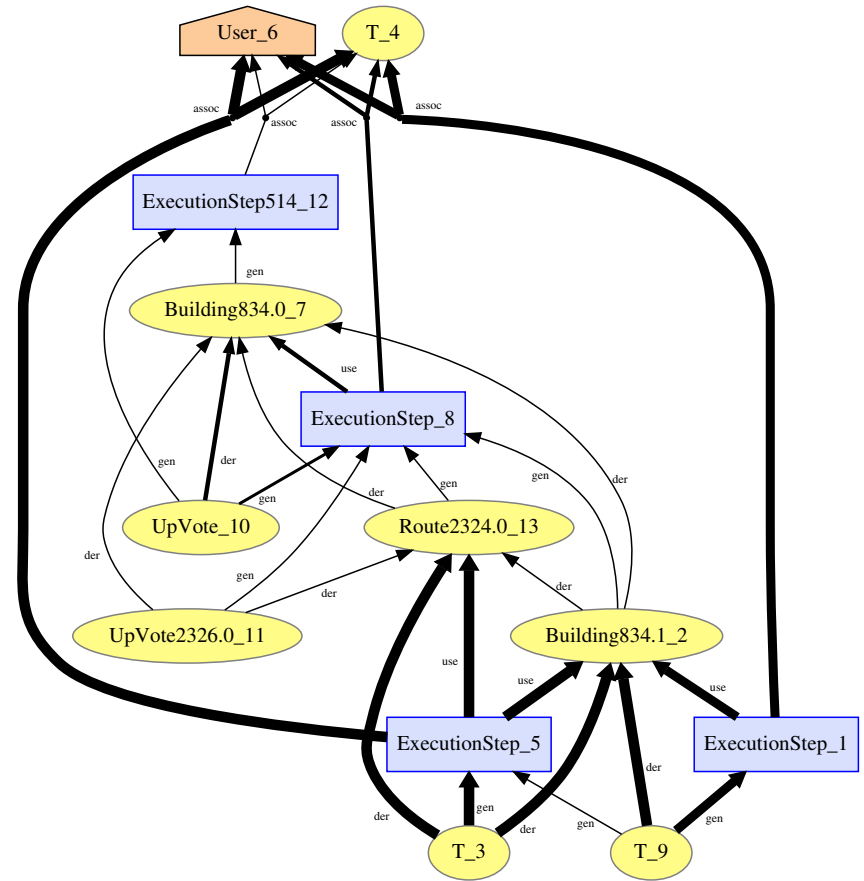 User_6
T_4
assoc
assoc
assoc
assoc
ExecutionStep514_12
gen
Building834.0_7
use
ExecutionStep_8
gen
der
gen
der
gen
gen
der
UpVote_10
Route2324.0_13
der
gen
der
der
UpVote2326.0_11
Building834.1_2
use
use
use
ExecutionStep_5
ExecutionStep_1
der
gen
der
der
gen
gen
T_3
T_9